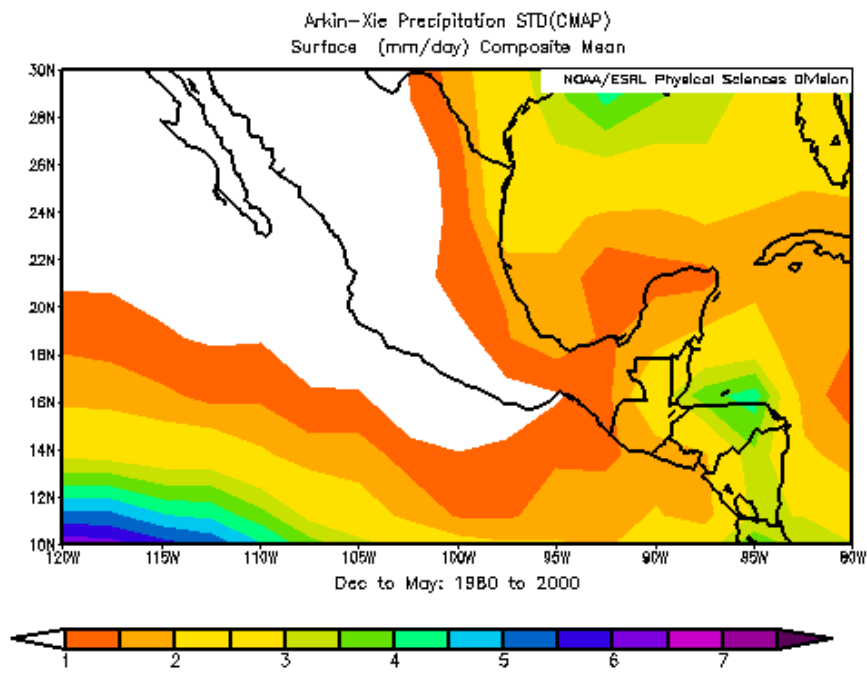 Arkin-Xie Precipitation STD(CMAP)
Surface (mm/day) Composite Mean
NOAA/ESRL Physical Sciences Division
30N
28N
26N
24N
22N
20N
18N
16N
14N
12N
10N
120W 115W 110W 105W 100W 95W 90W 85W 80W
Dec to May: 1980 to 2000
1 2 3 4 5 6 7